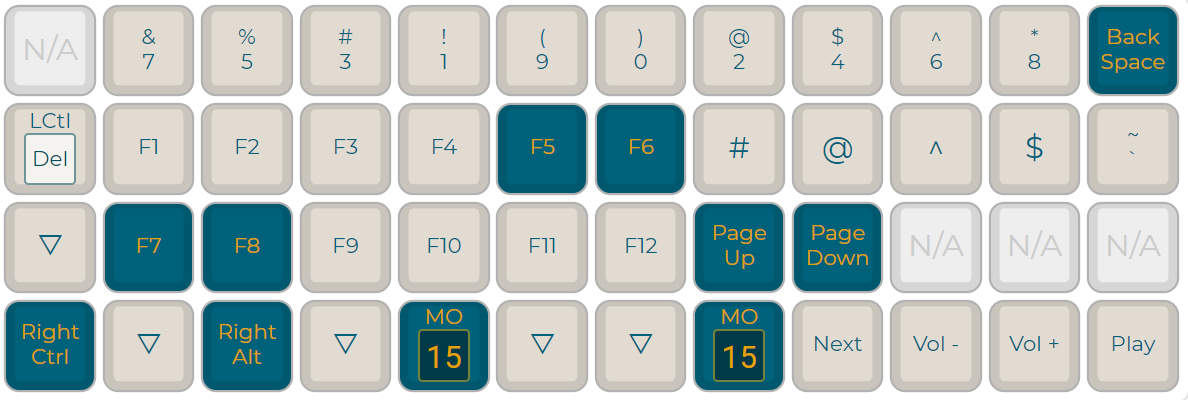 N/A & % # ! ( ) @ $ ^ * Back
7 5 3 1 9 0 2 4 6 8 Space
LCtl
Del F1 F2 F3 F4 F5 F6 # @ ^ $ ~
`
▽ F7 F8 F9 F10 F11 F12 Page Page N/A N/A N/A
Up Down
Right ▽ Right ▽ MO ▽ ▽ MO Next Vol - Vol + Play
Ctrl Alt 15 15